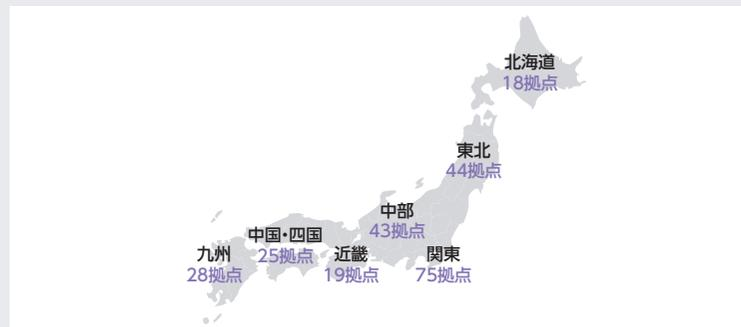 北海道
18拠点
東北
44拠点
中部
43拠点
中国・四国
25拠点
九州
28拠点
近畿
19拠点
関東
75拠点